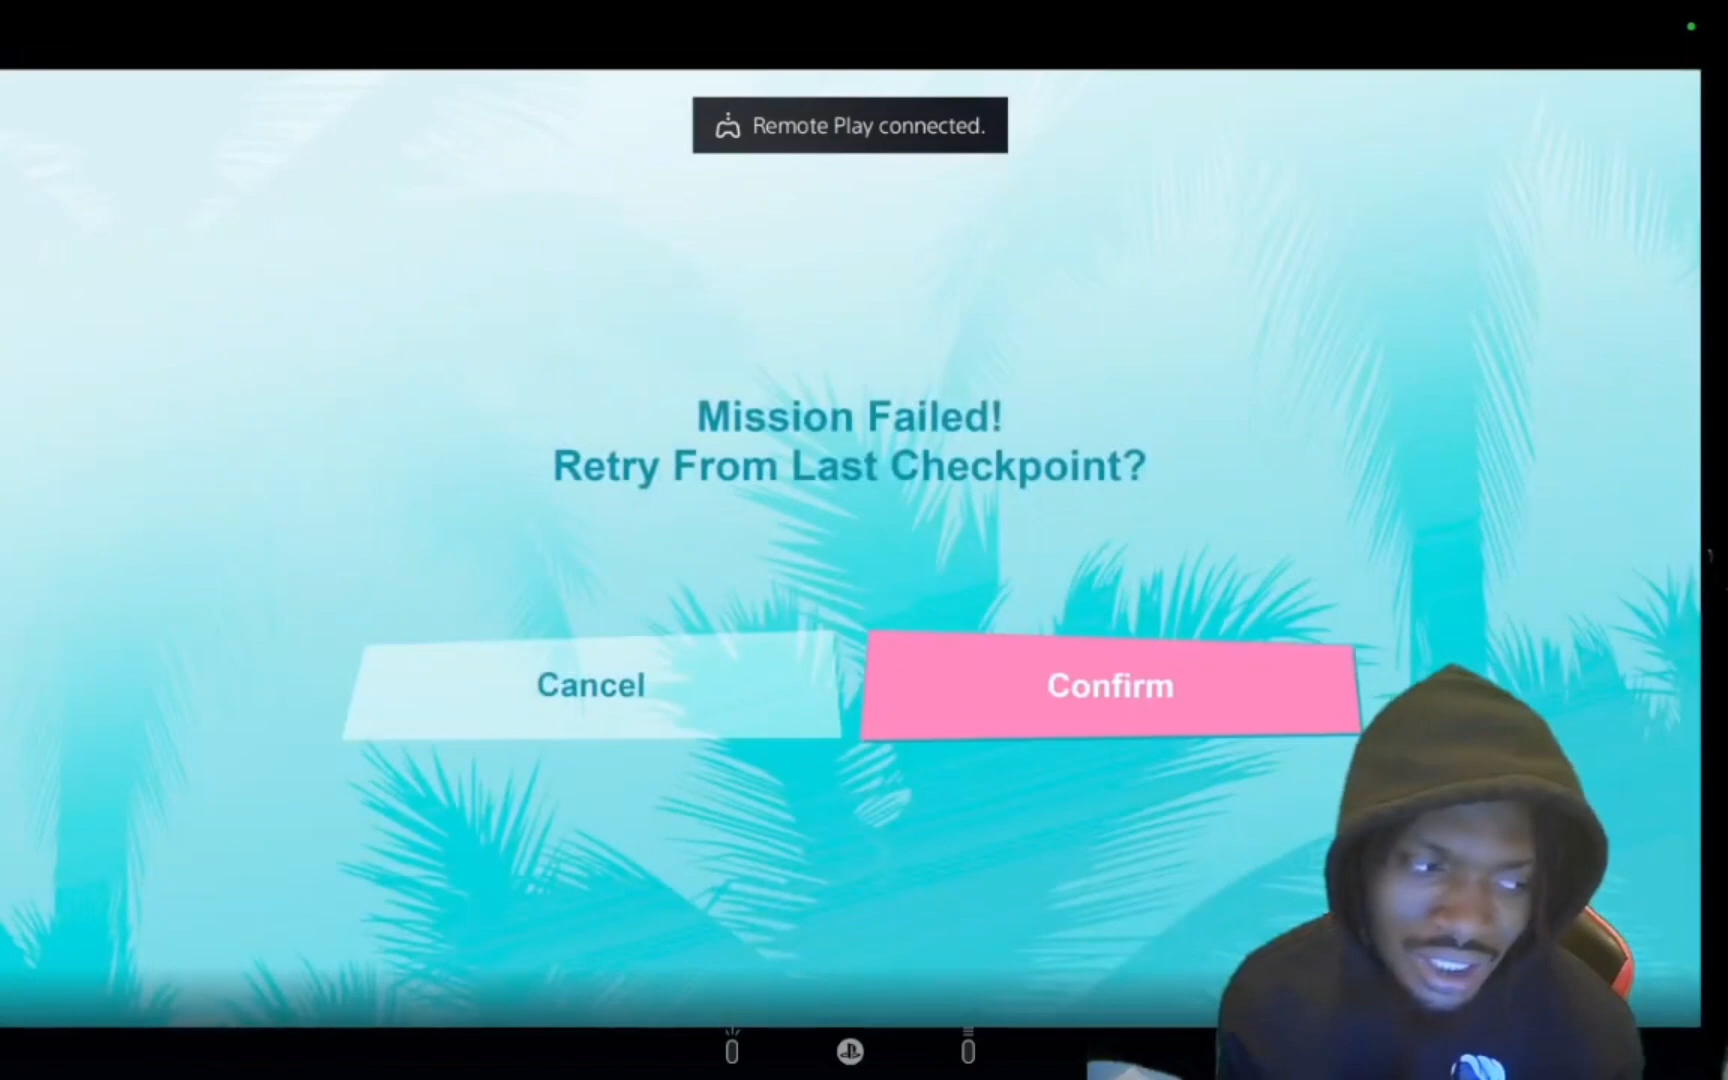 Remote Play connected.
Mission Failed!
Retry From Last Checkpoint?
Cancel
Confirm